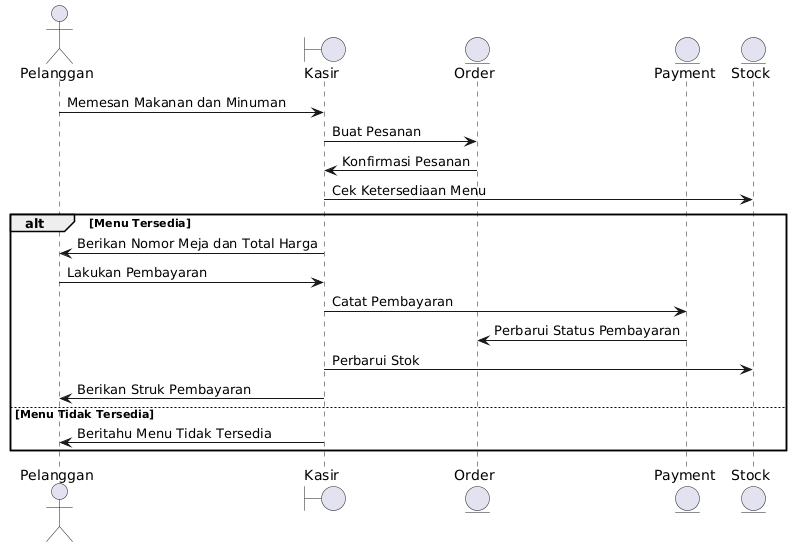 Pelanggan Kasir Order Payment Stock
Memesan Makanan dan Minuman
Buat Pesanan
Konfirmasi Pesanan
Cek Ketersediaan Menu
alt [Menu Tersedia]
Berikan Nomor Meja dan Total Harga
Lakukan Pembayaran
Catat Pembayaran
Perbarui Status Pembayaran
Perbarui Stok
Berikan Struk Pembayaran
[Menu Tidak Tersedia]
Beritahu Menu Tidak Tersedia
Pelanggan Kasir Order Payment Stock